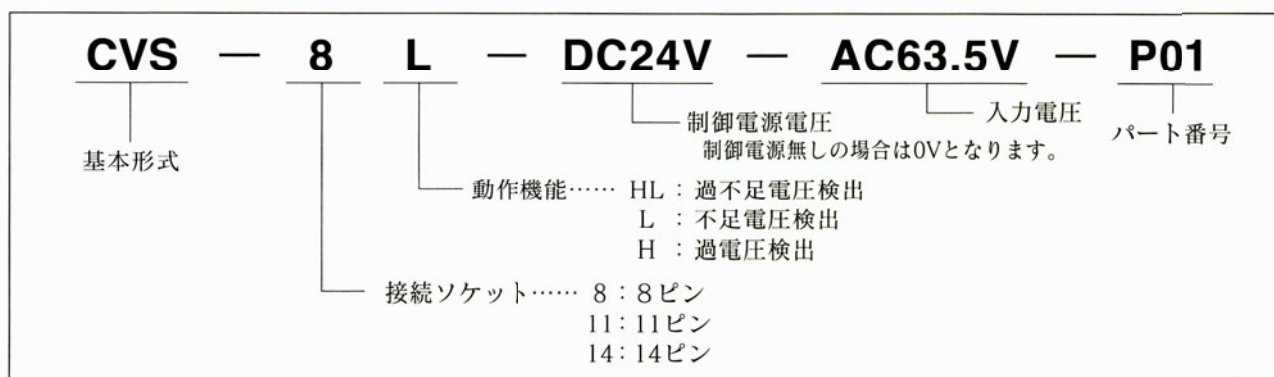 CVS — 8 L — DC24V — AC63.5V — P01
基本形式
制御電源電圧
制御電源無しの場合は0Vとなります。
入力電圧
パート番号
動作機能…… HL : 過不足電圧検出
L : 不足電圧検出
H : 過電圧検出
接続ソケット…… 8 : 8ピン
11 : 11ピン
14 : 14ピン